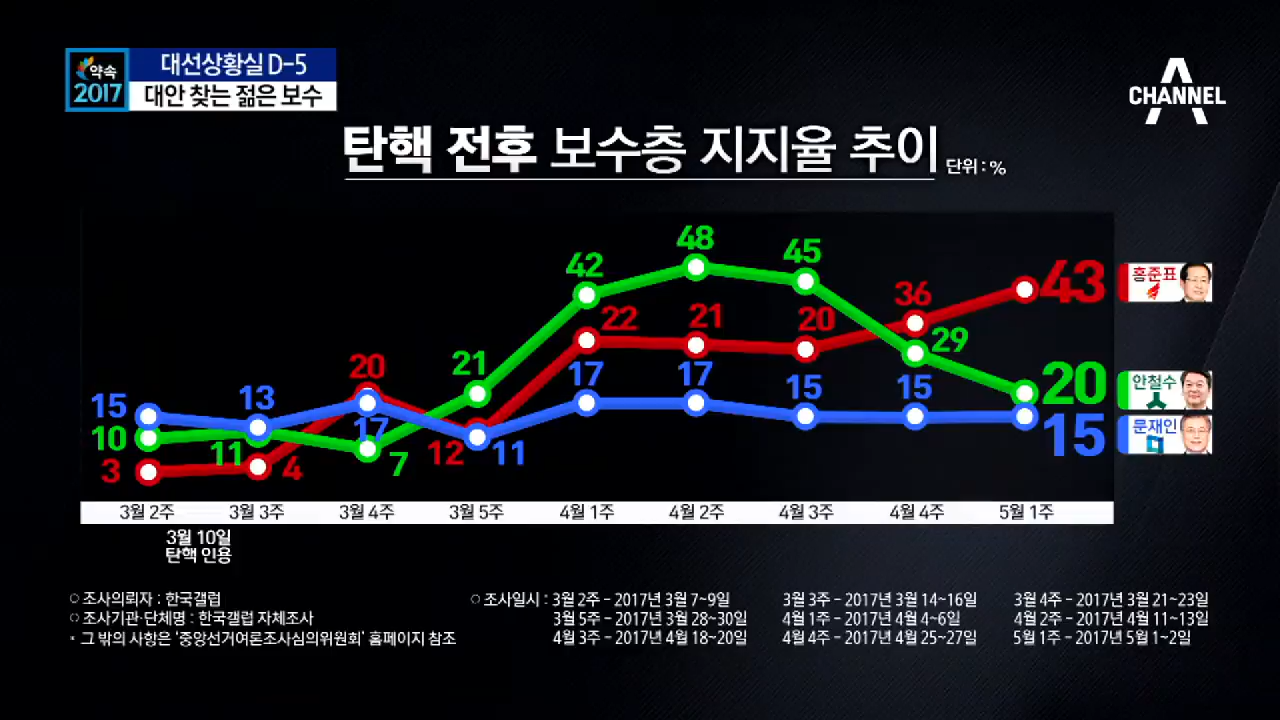 약속
2017
대선상황실 D-5
대안 찾는 젊은 보수
CHANNEL A
탄핵 전후 보수층 지지율 추이 단위 : %
15 13 20 17 21 42 48 45 36 43
10 11 4 7 12 11 22 21 20 29 20
3 17 17 15 15 15
홍준표
안철수
문재인
3월 2주 3월 3주 3월 4주 3월 5주 4월 1주 4월 2주 4월 3주 4월 4주 5월 1주
3월 10일
탄핵 인용
○ 조사의뢰자 : 한국갤럽
○ 조사기관·단체명 : 한국갤럽 자체조사
* 그 밖의 사항은 '중앙선거여론조사심의위원회' 홈페이지 참조
○ 조사일시 : 3월 2주 - 2017년 3월 7~9일 3월 3주 - 2017년 3월 14~16일 3월 4주 - 2017년 3월 21~23일
3월 5주 - 2017년 3월 28~30일 4월 1주 - 2017년 4월 4~6일 4월 2주 - 2017년 4월 11~13일
4월 3주 - 2017년 4월 18~20일 4월 4주 - 2017년 4월 25~27일 5월 1주 - 2017년 5월 1~2일